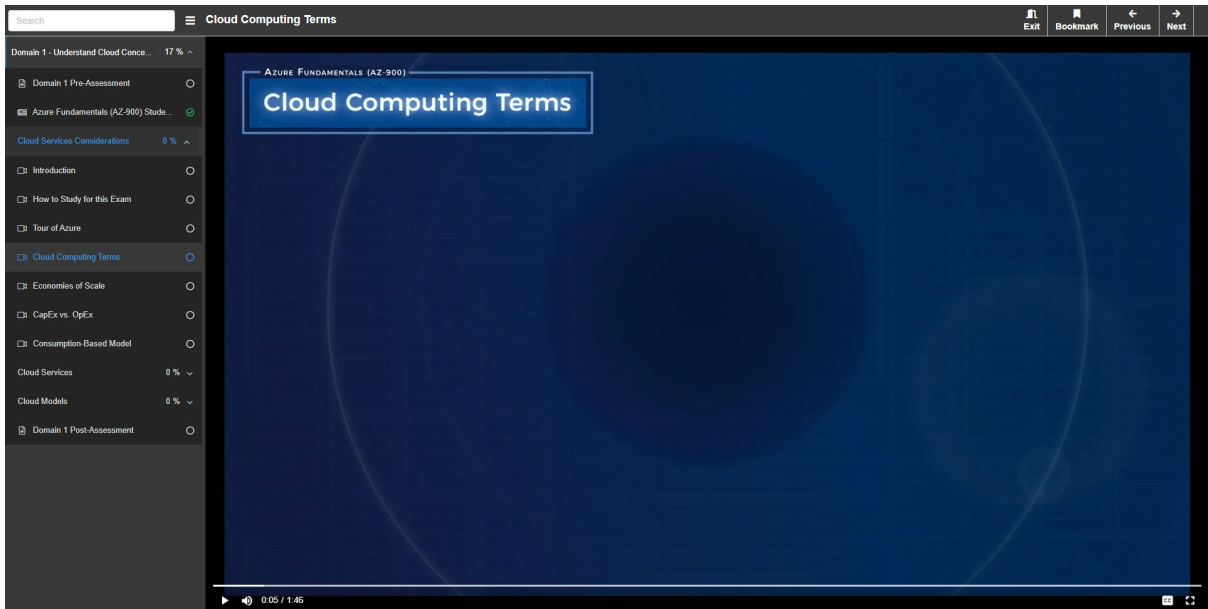 Search
Cloud Computing Terms
Exit
Bookmark
Previous
Next
Domain 1 - Understand Cloud Conce... 17 %
Domain 1 Pre-Assessment
Azure Fundamentals (AZ-900) Stude...
Cloud Services Considerations 0 %
Introduction
How to Study for this Exam
Tour of Azure
Cloud Computing Terms
Economies of Scale
CapEx vs. OpEx
Consumption-Based Model
Cloud Services 0 %
Cloud Models 0 %
Domain 1 Post-Assessment
Azure Fundamentals (AZ-900)
Cloud Computing Terms
0:05 / 1:46
CC